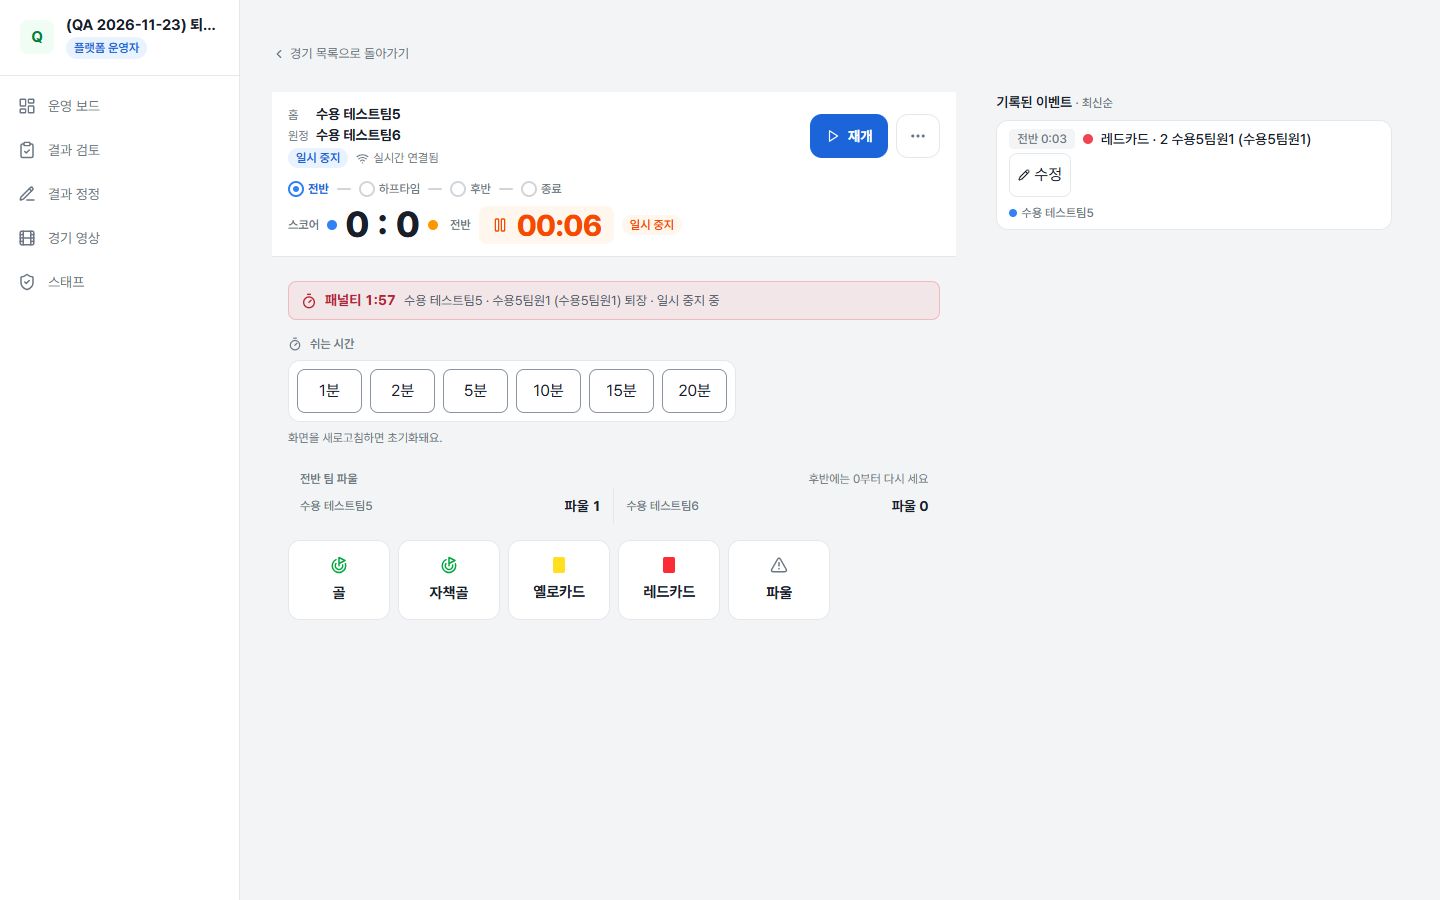 Q
(QA 2026-11-23) 퇴...
플랫폼 운영자
운영 보드
결과 검토
결과 정정
경기 영상
스태프
경기 목록으로 돌아가기
홈 수용 테스트팀5
원정 수용 테스트팀6
일시 중지 실시간 연결됨
재개
전반 하프타임 후반 종료
스코어 0 : 0 전반 00:06 일시 중지
패널티 1:57 수용 테스트팀5 · 수용5팀원1 (수용5팀원1) 퇴장 · 일시 중지 중
쉬는 시간
1분 2분 5분 10분 15분 20분
화면을 새로고침하면 초기화돼요.
전반 팀 파울 후반에는 0부터 다시 세요
수용 테스트팀5 파울 1 수용 테스트팀6 파울 0
골 자책골 옐로카드 레드카드 파울
기록된 이벤트 · 최신순
전반 0:03 레드카드 · 2 수용5팀원1 (수용5팀원1)
수정
수용 테스트팀5